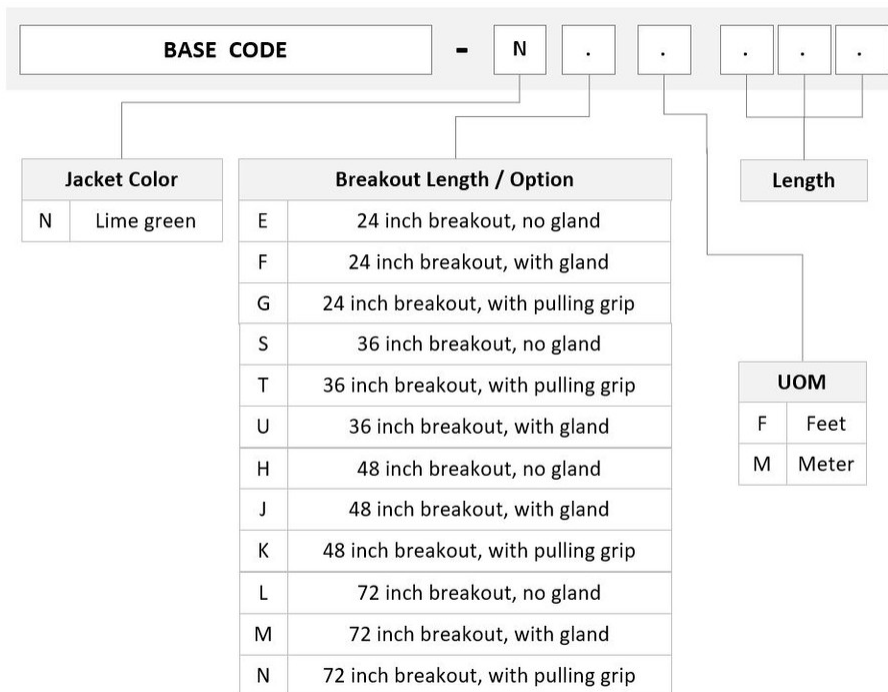 BASE CODE - N . . . . .
Jacket Color
N Lime green
Breakout Length / Option
E 24 inch breakout, no gland
F 24 inch breakout, with gland
G 24 inch breakout, with pulling grip
S 36 inch breakout, no gland
T 36 inch breakout, with pulling grip
U 36 inch breakout, with gland
H 48 inch breakout, no gland
J 48 inch breakout, with gland
K 48 inch breakout, with pulling grip
L 72 inch breakout, no gland
M 72 inch breakout, with gland
N 72 inch breakout, with pulling grip
Length
UOM
F Feet
M Meter